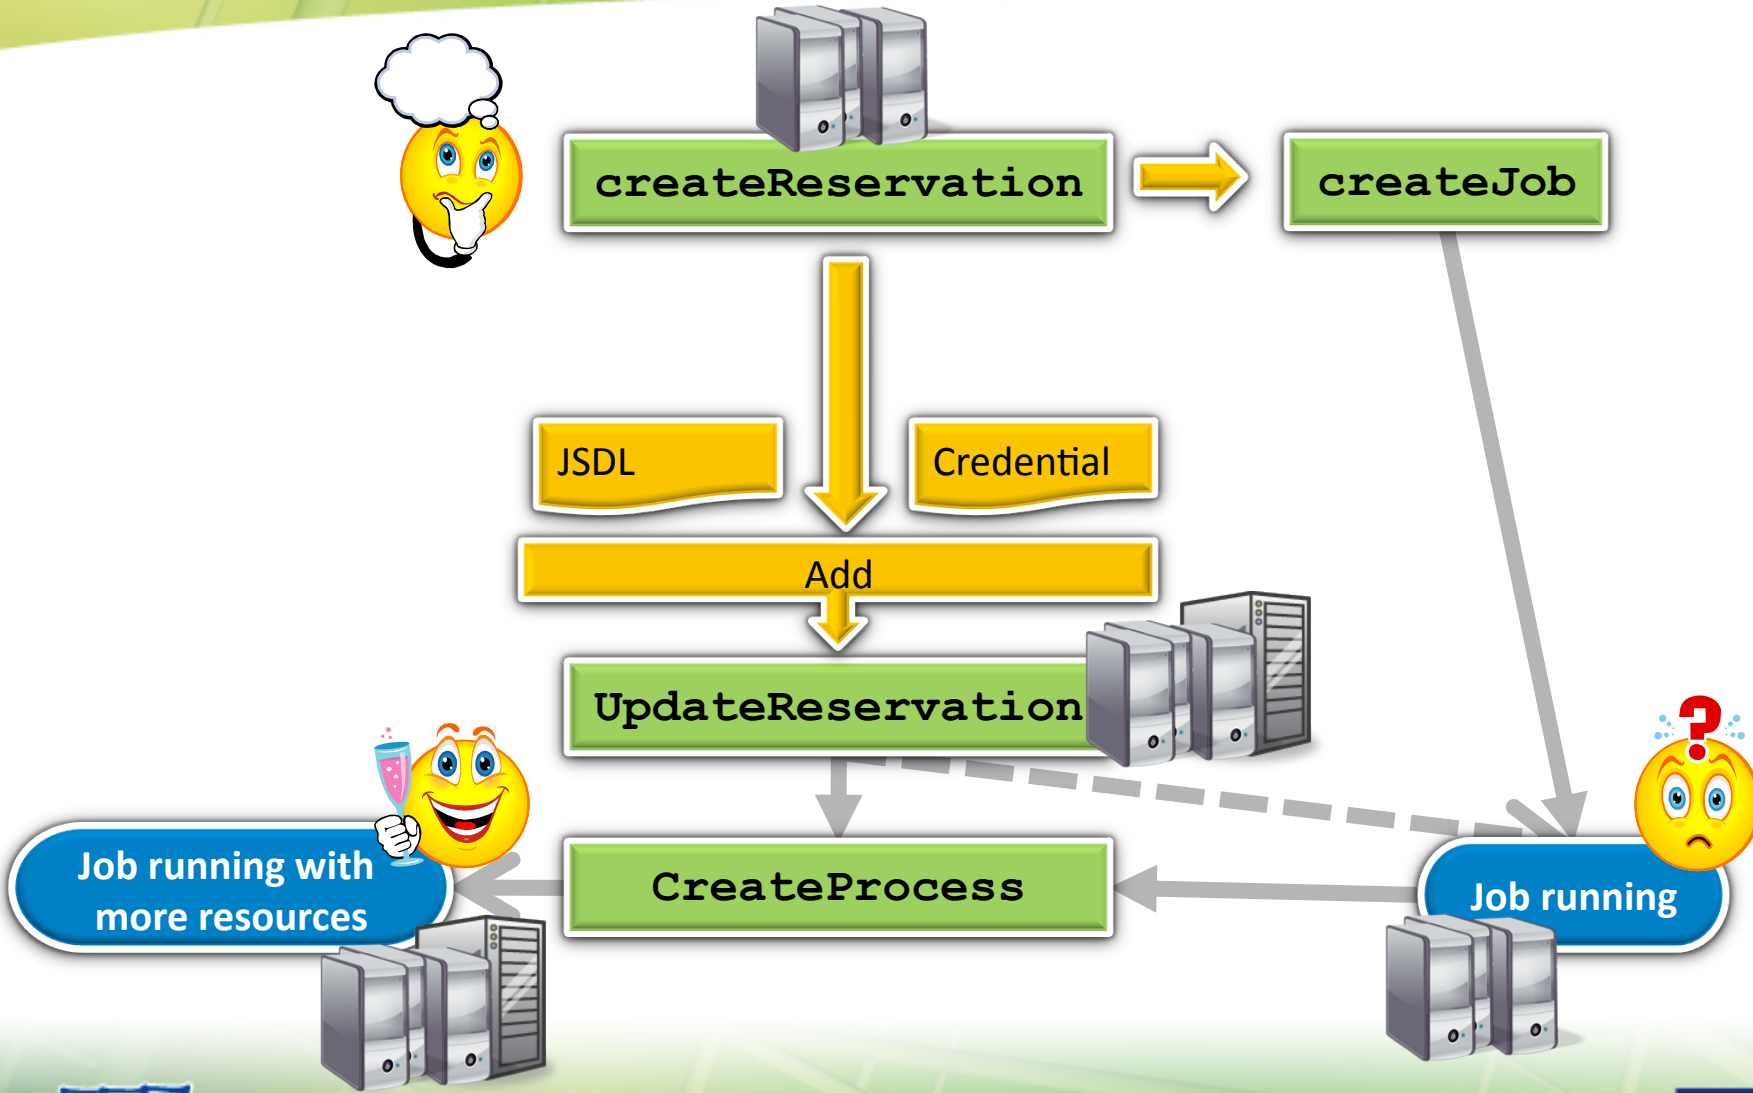 createReservation
createJob
JSDL
Credential
Add
UpdateReservation
?
Job running with
more resources
CreateProcess
Job running